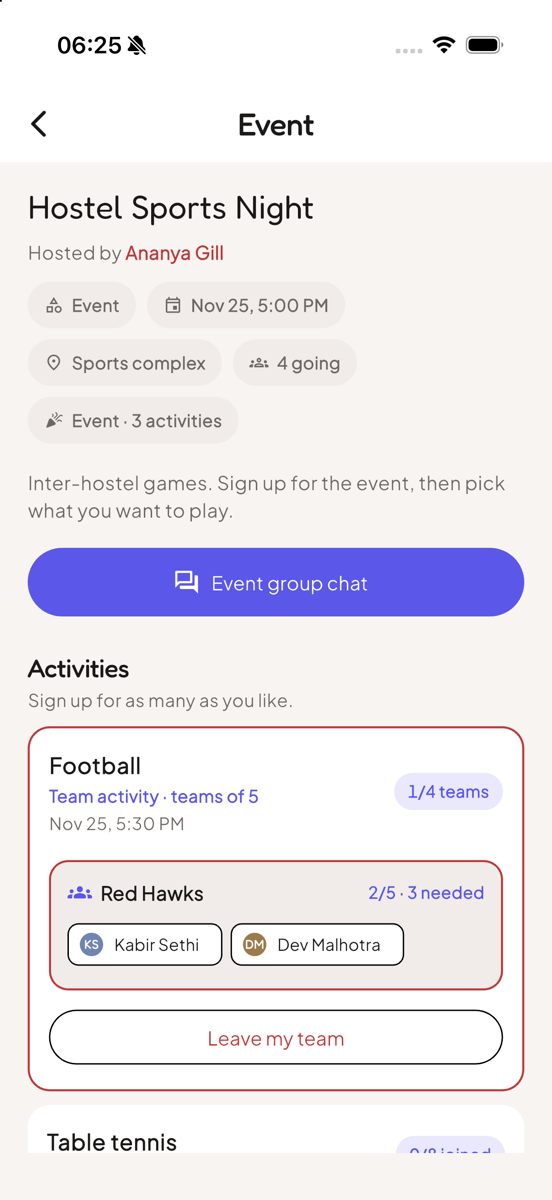 06:25
Event
Hostel Sports Night
Hosted by Ananya Gill
Event
Nov 25, 5:00 PM
Sports complex
4 going
Event · 3 activities
Inter-hostel games. Sign up for the event, then pick
what you want to play.
Event group chat
Activities
Sign up for as many as you like.
Football
Team activity · teams of 5
1/4 teams
Nov 25, 5:30 PM
Red Hawks
2/5 · 3 needed
KS Kabir Sethi
DM Dev Malhotra
Leave my team
Table tennis